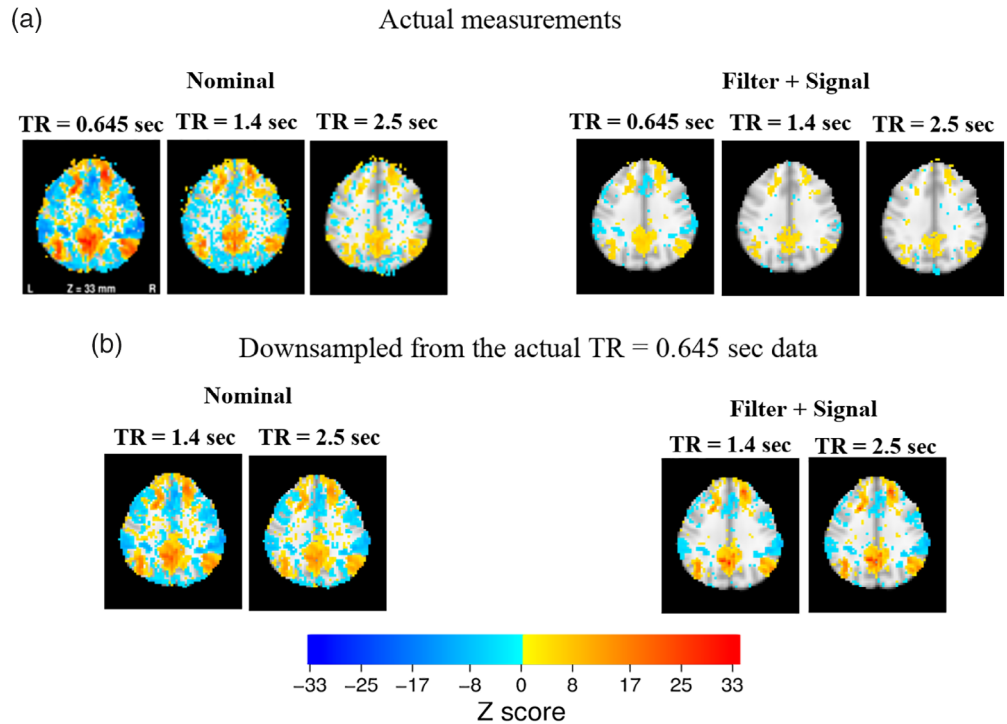 (a)
Actual measurements
Nominal
Filter + Signal
TR = 0.645 sec
TR = 1.4 sec
TR = 2.5 sec
TR = 0.645 sec
TR = 1.4 sec
TR = 2.5 sec
L
Z = 33 mm
R
(b)
Downsampled from the actual TR = 0.645 sec data
Nominal
Filter + Signal
TR = 1.4 sec
TR = 2.5 sec
TR = 1.4 sec
TR = 2.5 sec
−33 −25 −17 −8 0 8 17 25 33
Z score